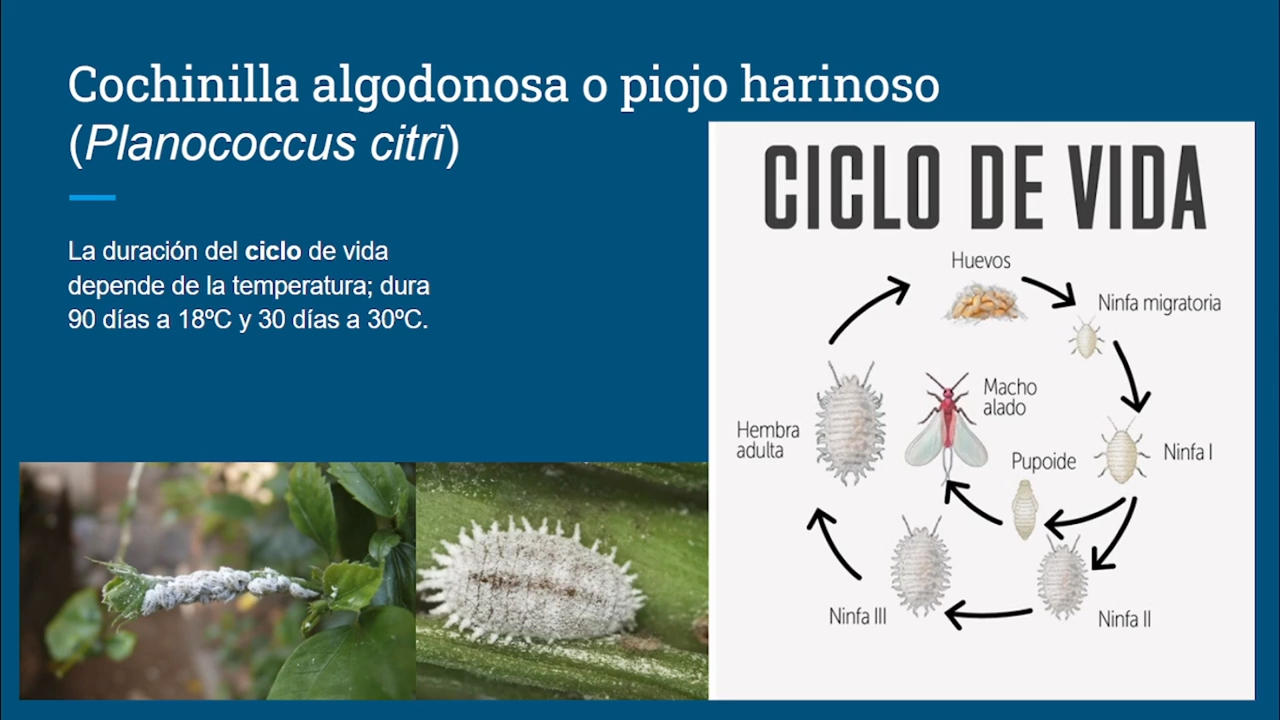 Cochinilla algodonosa o piojo harinoso
(Planococcus citri)
La duración del ciclo de vida
depende de la temperatura; dura
90 días a 18ºC y 30 días a 30ºC.
CICLO DE VIDA
Huevos
Ninfa migratoria
Macho
alado
Hembra
adulta
Pupoide
Ninfa I
Ninfa III
Ninfa II